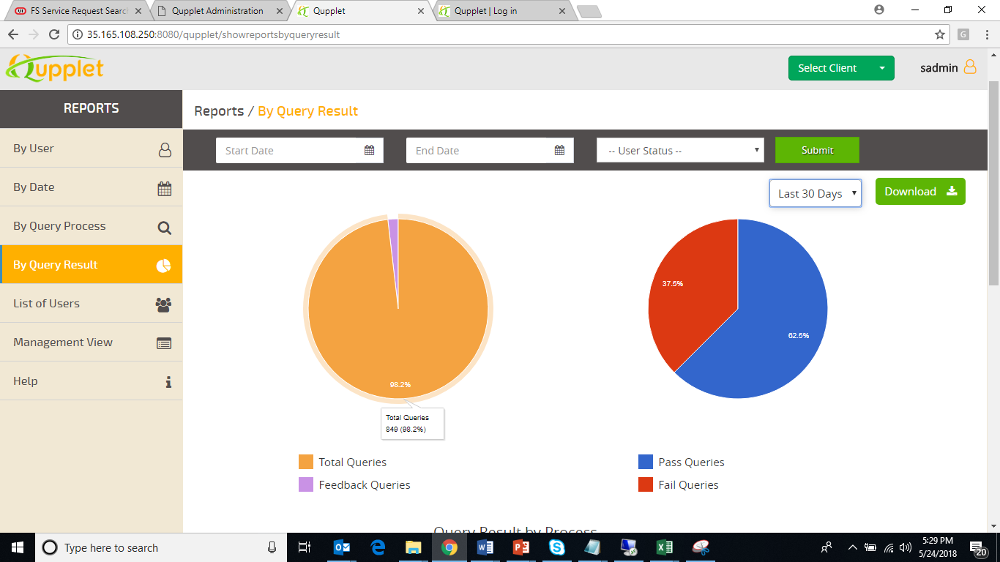 FS Service Request Searc
Qupplet Administration
Qupplet
Qupplet | Log in
35.165.108.250:8080/qupplet/showreportsbyqueryresult
G
Qupplet
Select Client
sadmin
REPORTS
Reports / By Query Result
By User
Start Date
End Date
-- User Status --
Submit
By Date
Last 30 Days
Download
By Query Process
By Query Result
List of Users
Management View
Help
98.2%
Total Queries
849 (98.2%)
37.5%
62.5%
Total Queries
Feedback Queries
Pass Queries
Fail Queries
Query Result by Process
Type here to search
5:29 PM
5/24/2018
20